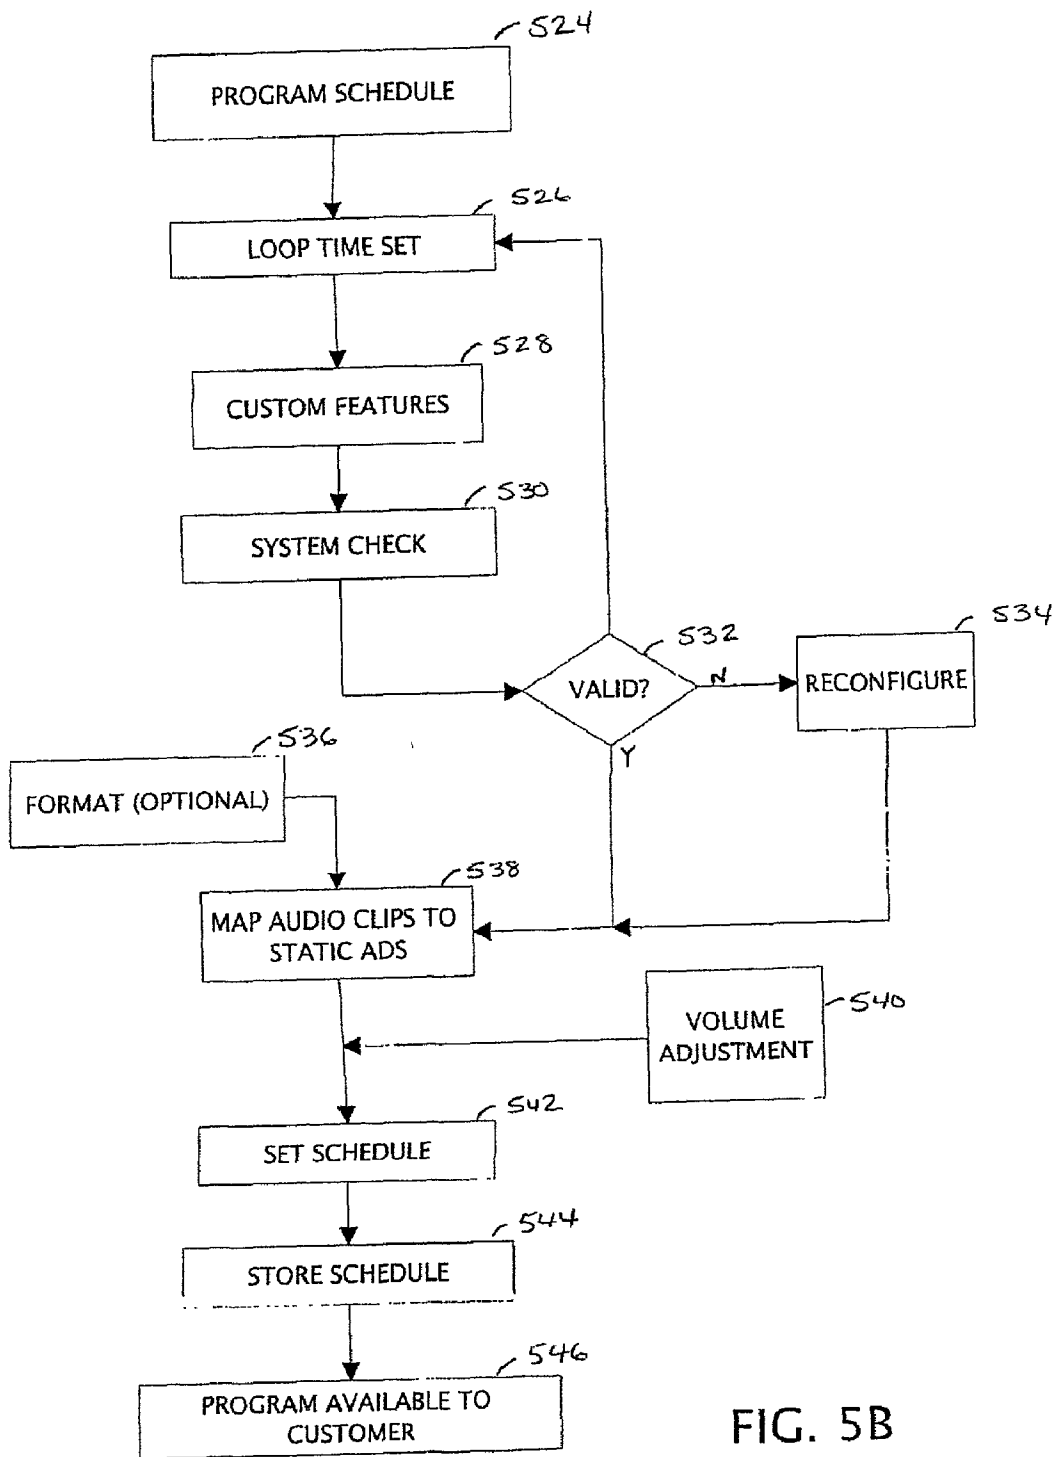 524
PROGRAM SCHEDULE
526
LOOP TIME SET
528
CUSTOM FEATURES
530
SYSTEM CHECK
532
VALID?
N
Y
534
RECONFIGURE
536
FORMAT (OPTIONAL)
538
MAP AUDIO CLIPS TO
STATIC ADS
540
VOLUME
ADJUSTMENT
542
SET SCHEDULE
544
STORE SCHEDULE
546
PROGRAM AVAILABLE TO
CUSTOMER
FIG. 5B